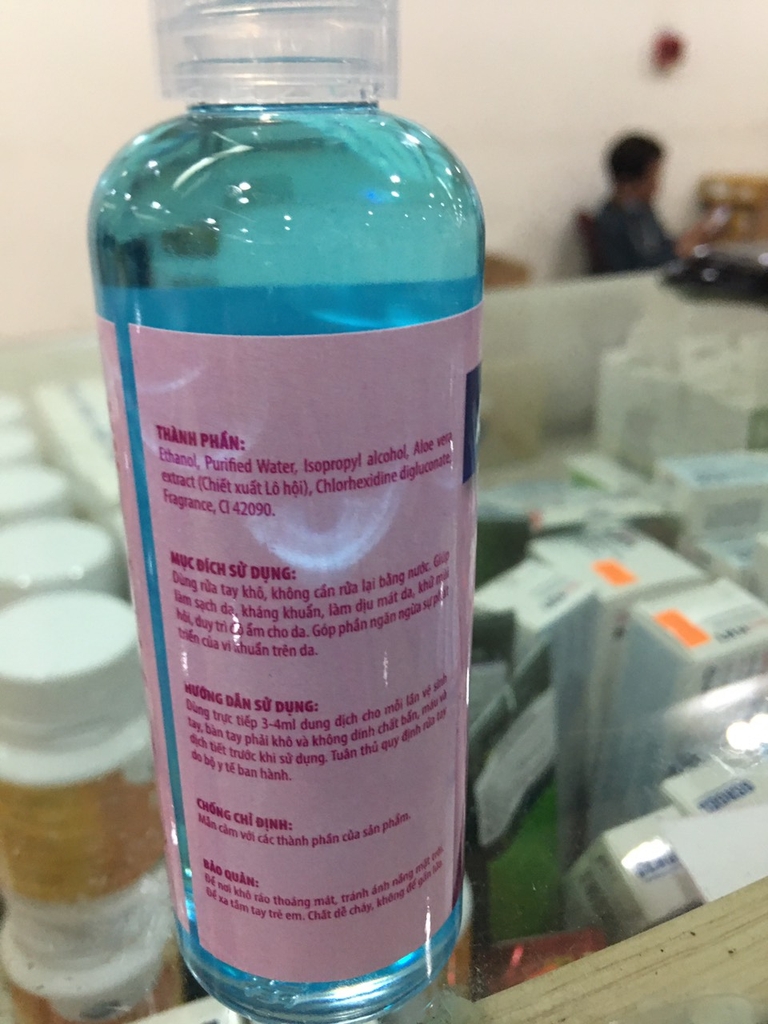 THÀNH PHẦN:
Ethanol, Purified Water, Isopropyl alcohol, Aloe vera
extract (Chiết xuất Lô hội), Chlorhexidine digluconate,
Fragrance, CI 42090.
MỤC ĐÍCH SỬ DỤNG:
Dùng rửa tay khô, không cần rửa lại bằng nước. Giúp
làm sạch da, kháng khuẩn, làm dịu mát da, khử mùi
hôi, duy trì độ ẩm cho da. Góp phần ngăn ngừa sự phát
triển của vi khuẩn trên da.
HƯỚNG DẪN SỬ DỤNG:
Dùng trực tiếp 3-4ml dung dịch cho mỗi lần vệ sinh
tay, bàn tay phải khô và không dính chất bẩn, máu và
dịch tiết trước khi sử dụng. Tuân thủ quy định rửa tay
do bộ y tế ban hành.
CHỐNG CHỈ ĐỊNH:
Mẫn cảm với các thành phần của sản phẩm.
BẢO QUẢN:
Để nơi khô ráo thoáng mát, tránh ánh nắng mặt trời.
Để xa tầm tay trẻ em. Chất dễ cháy, không để gần lửa